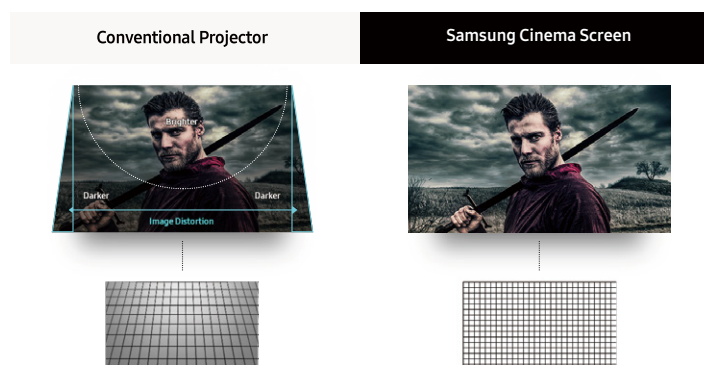 Conventional Projector
Samsung Cinema Screen
Brighter
Darker
Darker
Image Distortion